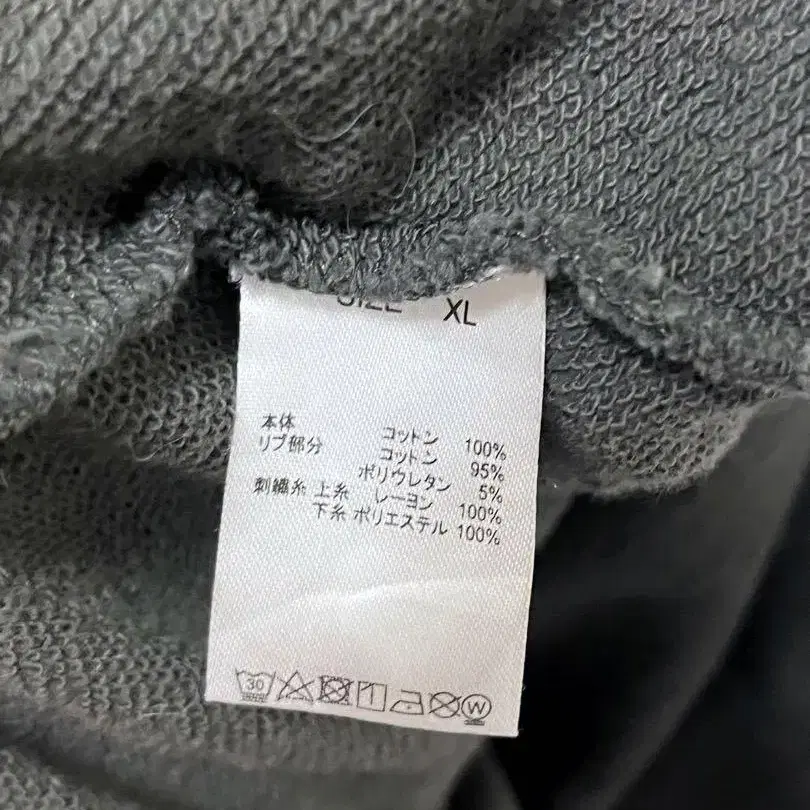 SIZE XL
本体 コットン 100%
リブ部分 コットン 95%
ポリウレタン 5%
刺繍糸 上糸 レーヨン 100%
下糸 ポリエステル 100%
30 W